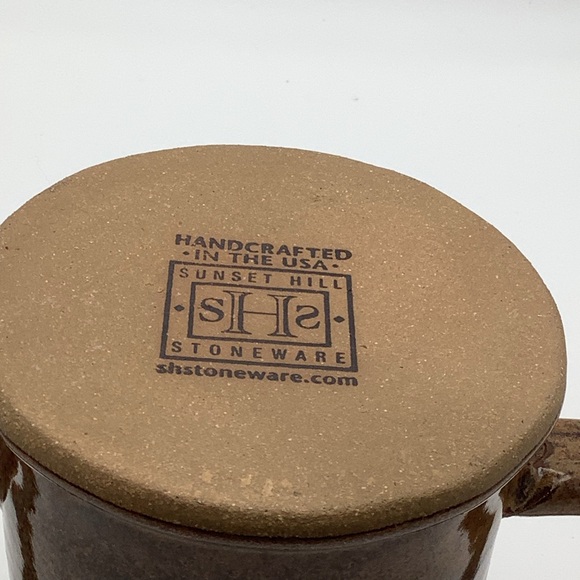 HANDCRAFTED
•IN THE USA•
SUNSET HILL
SHS
STONEWARE
shstoneware.com